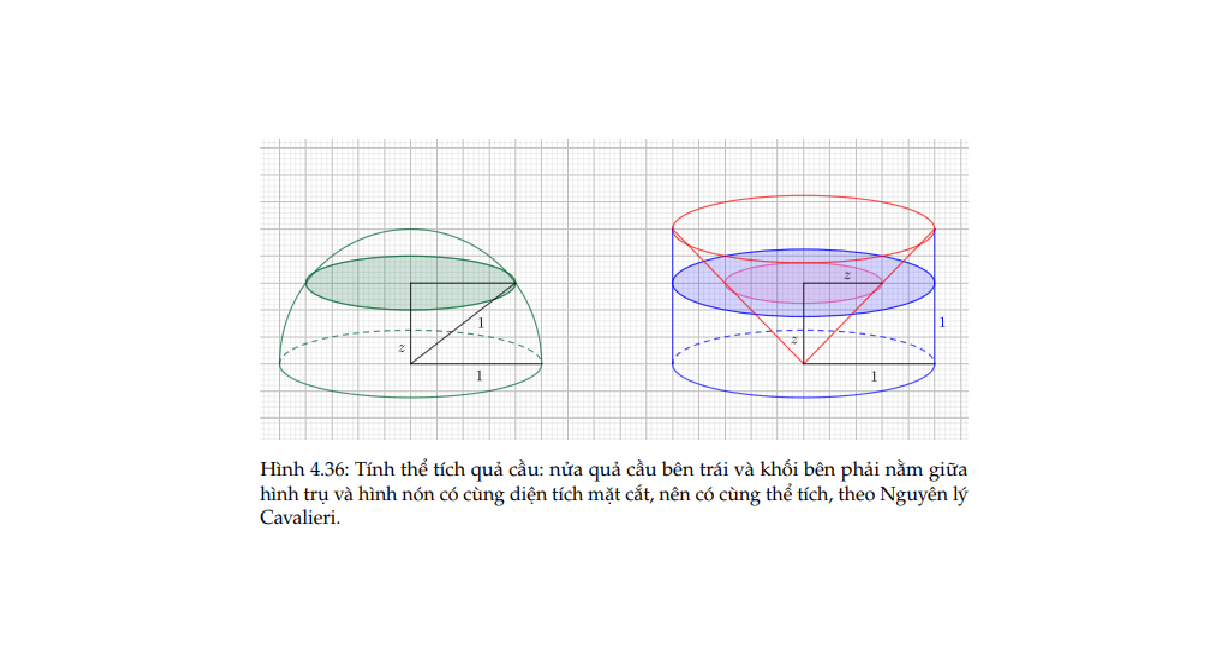 z
1
1
z
z
1
1
Hình 4.36: Tính thể tích quả cầu: nửa quả cầu bên trái và khối bên phải nằm giữa
hình trụ và hình nón có cùng diện tích mặt cắt, nên có cùng thể tích, theo Nguyên lý
Cavalieri.